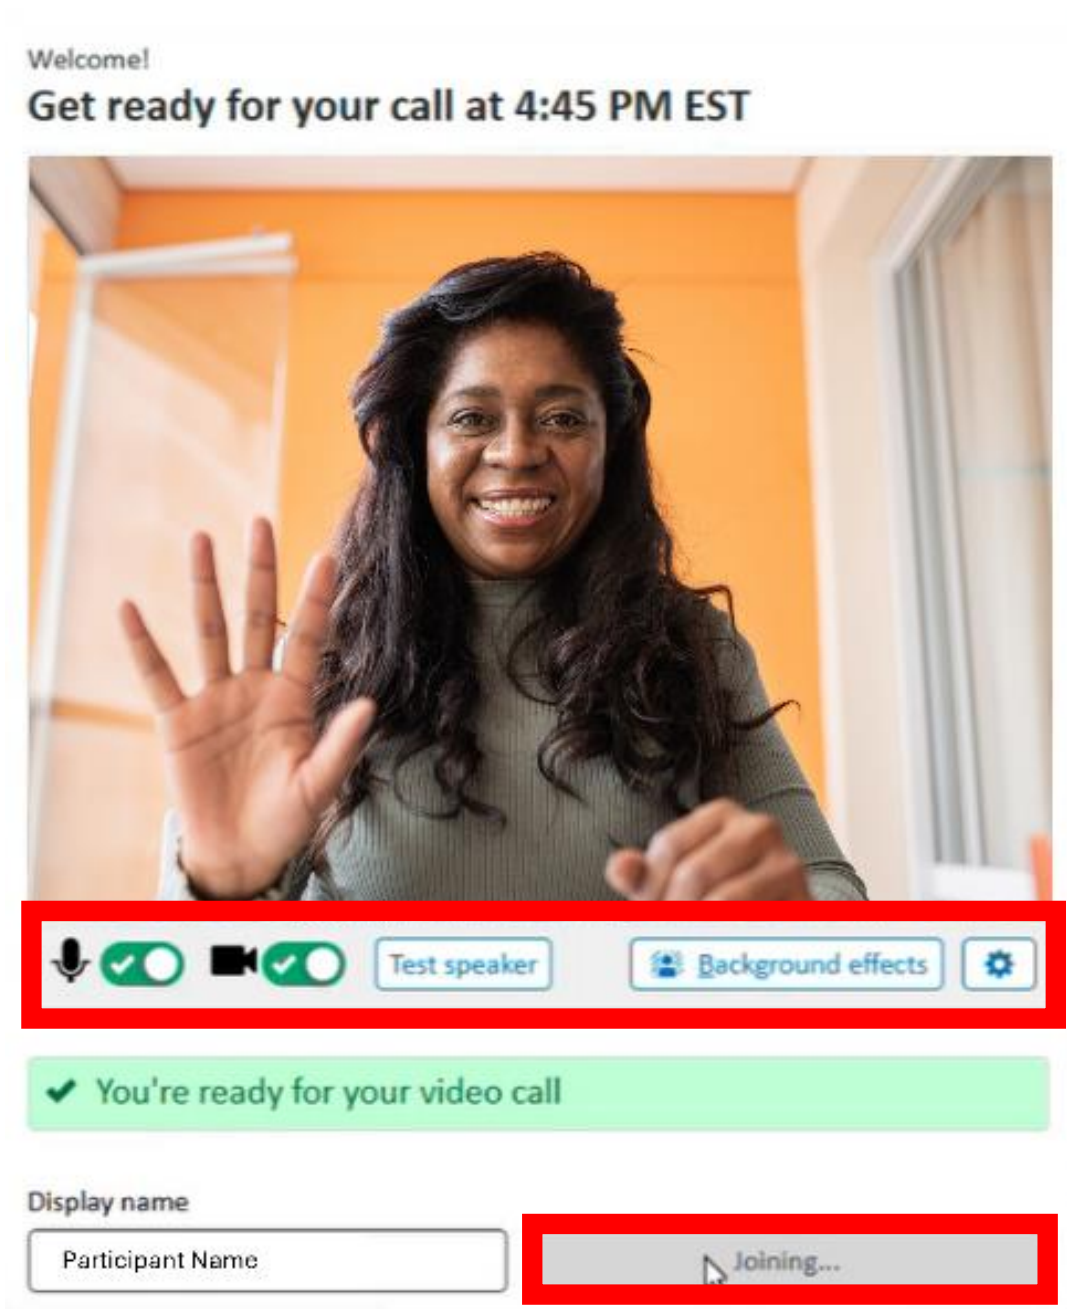 Welcome!
Get ready for your call at 4:45 PM EST
Test speaker
Background effects
You're ready for your video call
Display name
Participant Name
Joining...